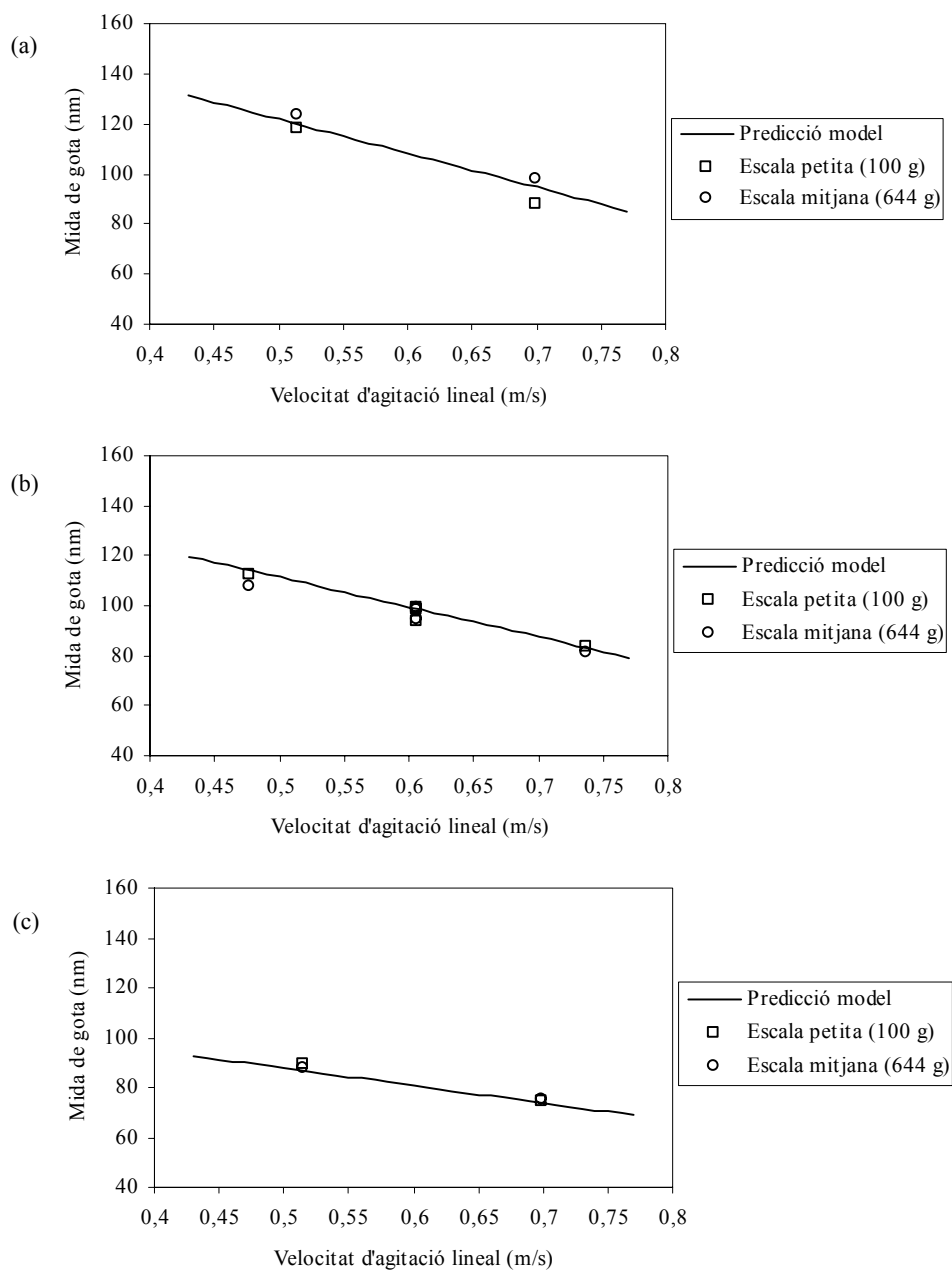 (a)
Mida de gota (nm)
160
140
120
100
80
60
40
0,4 0,45 0,5 0,55 0,6 0,65 0,7 0,75 0,8
Velocitat d'agitació lineal (m/s)
Predicció model
Escala petita (100 g)
Escala mitjana (644 g)
(b)
Mida de gota (nm)
160
140
120
100
80
60
40
0,4 0,45 0,5 0,55 0,6 0,65 0,7 0,75 0,8
Velocitat d'agitació lineal (m/s)
Predicció model
Escala petita (100 g)
Escala mitjana (644 g)
(c)
Mida de gota (nm)
160
140
120
100
80
60
40
0,4 0,45 0,5 0,55 0,6 0,65 0,7 0,75 0,8
Velocitat d'agitació lineal (m/s)
Predicció model
Escala petita (100 g)
Escala mitjana (644 g)